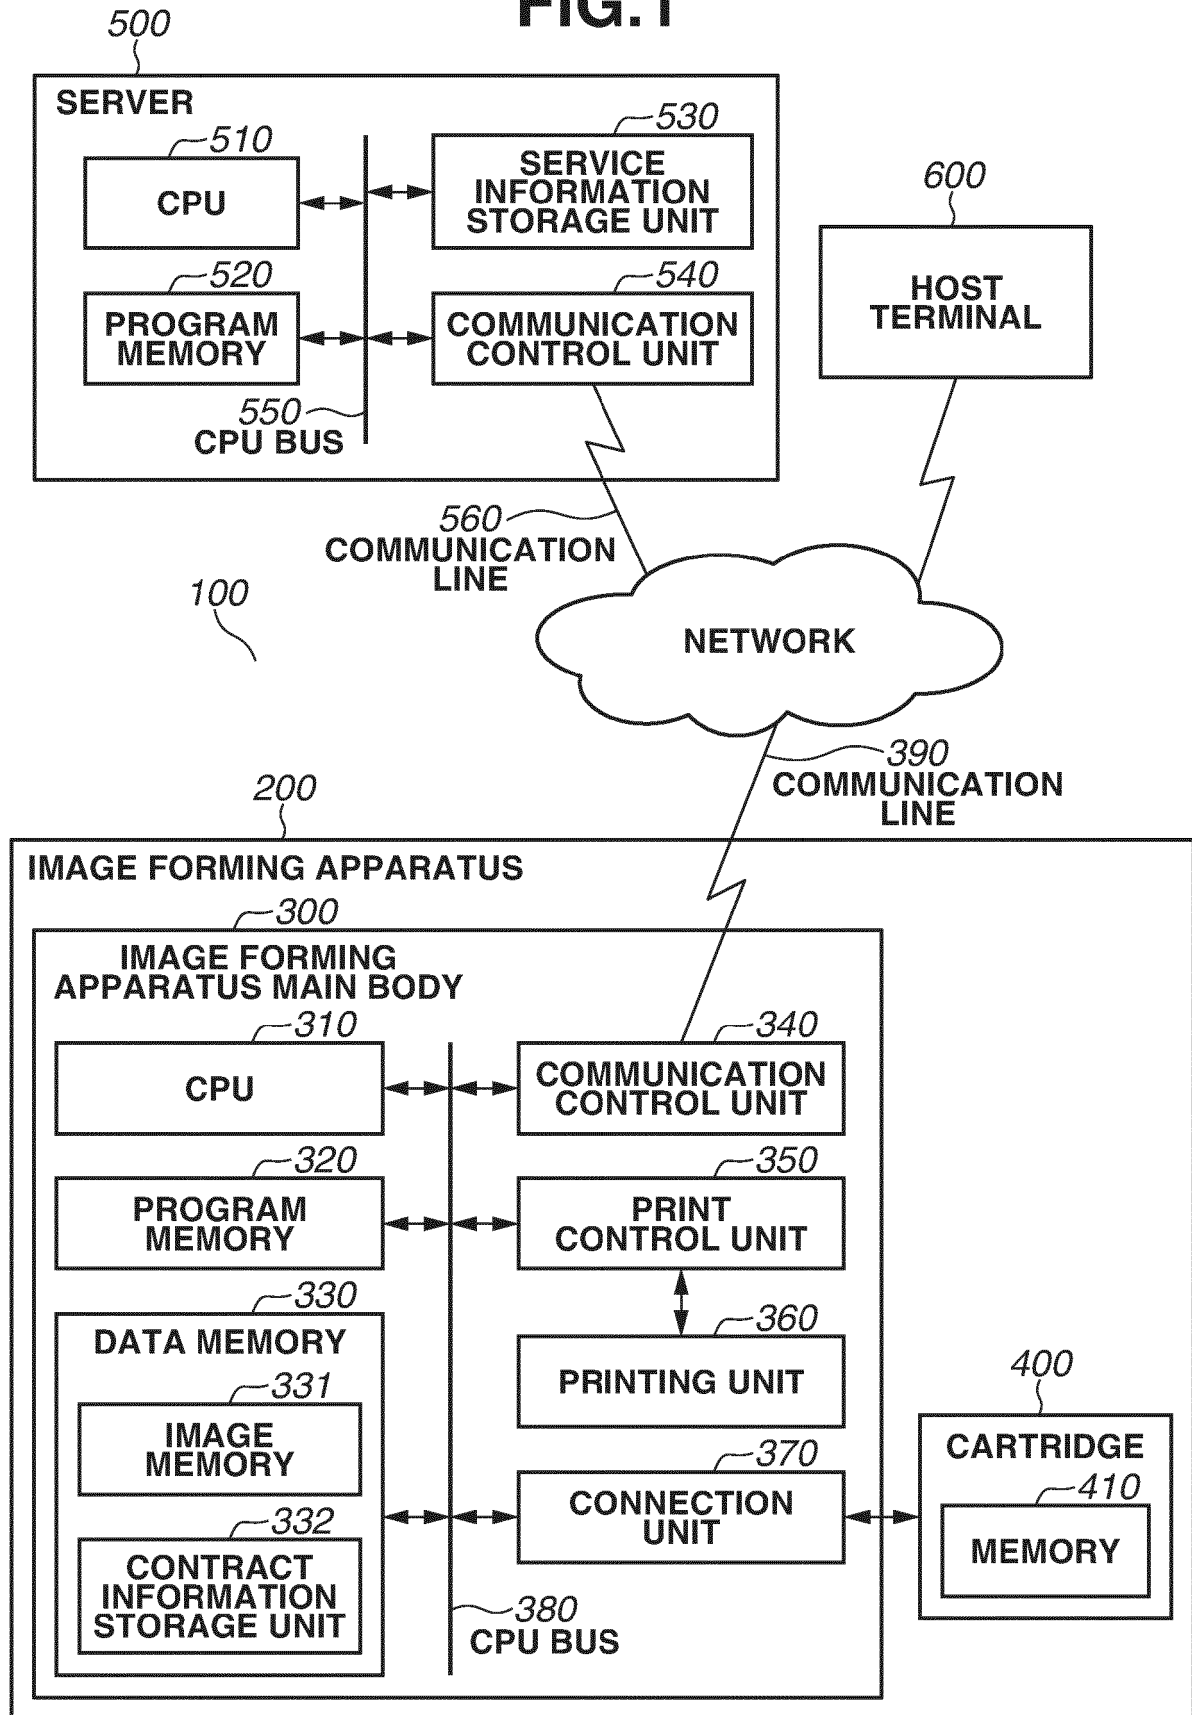 FIG.1
500
SERVER
510
CPU
520
PROGRAM
MEMORY
530
SERVICE
INFORMATION
STORAGE UNIT
540
COMMUNICATION
CONTROL UNIT
550
CPU BUS
600
HOST
TERMINAL
560
COMMUNICATION
LINE
100
NETWORK
390
COMMUNICATION
LINE
200
IMAGE FORMING APPARATUS
300
IMAGE FORMING
APPARATUS MAIN BODY
310
CPU
320
PROGRAM
MEMORY
330
DATA MEMORY
331
IMAGE
MEMORY
332
CONTRACT
INFORMATION
STORAGE UNIT
340
COMMUNICATION
CONTROL UNIT
350
PRINT
CONTROL UNIT
360
PRINTING UNIT
370
CONNECTION
UNIT
380
CPU BUS
400
CARTRIDGE
410
MEMORY